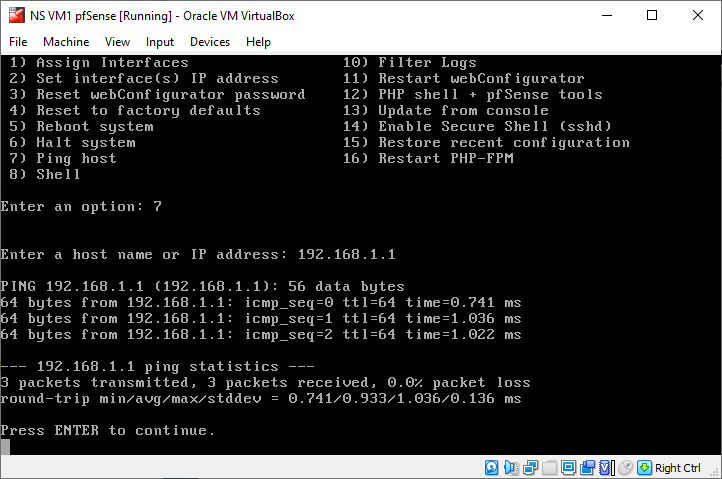 NS VM1 pfSense [Running] - Oracle VM VirtualBox
File Machine View Input Devices Help
1) Assign Interfaces 10) Filter Logs
2) Set interface(s) IP address 11) Restart webConfigurator
3) Reset webConfigurator password 12) PHP shell + pfSense tools
4) Reset to factory defaults 13) Update from console
5) Reboot system 14) Enable Secure Shell (sshd)
6) Halt system 15) Restore recent configuration
7) Ping host 16) Restart PHP-FPM
8) Shell
Enter an option: 7
Enter a host name or IP address: 192.168.1.1
PING 192.168.1.1 (192.168.1.1): 56 data bytes
64 bytes from 192.168.1.1: icmp_seq=0 ttl=64 time=0.741 ms
64 bytes from 192.168.1.1: icmp_seq=1 ttl=64 time=1.036 ms
64 bytes from 192.168.1.1: icmp_seq=2 ttl=64 time=1.022 ms
--- 192.168.1.1 ping statistics ---
3 packets transmitted, 3 packets received, 0.0% packet loss
round-trip min/avg/max/stddev = 0.741/0.933/1.036/0.136 ms
Press ENTER to continue.
Right Ctrl